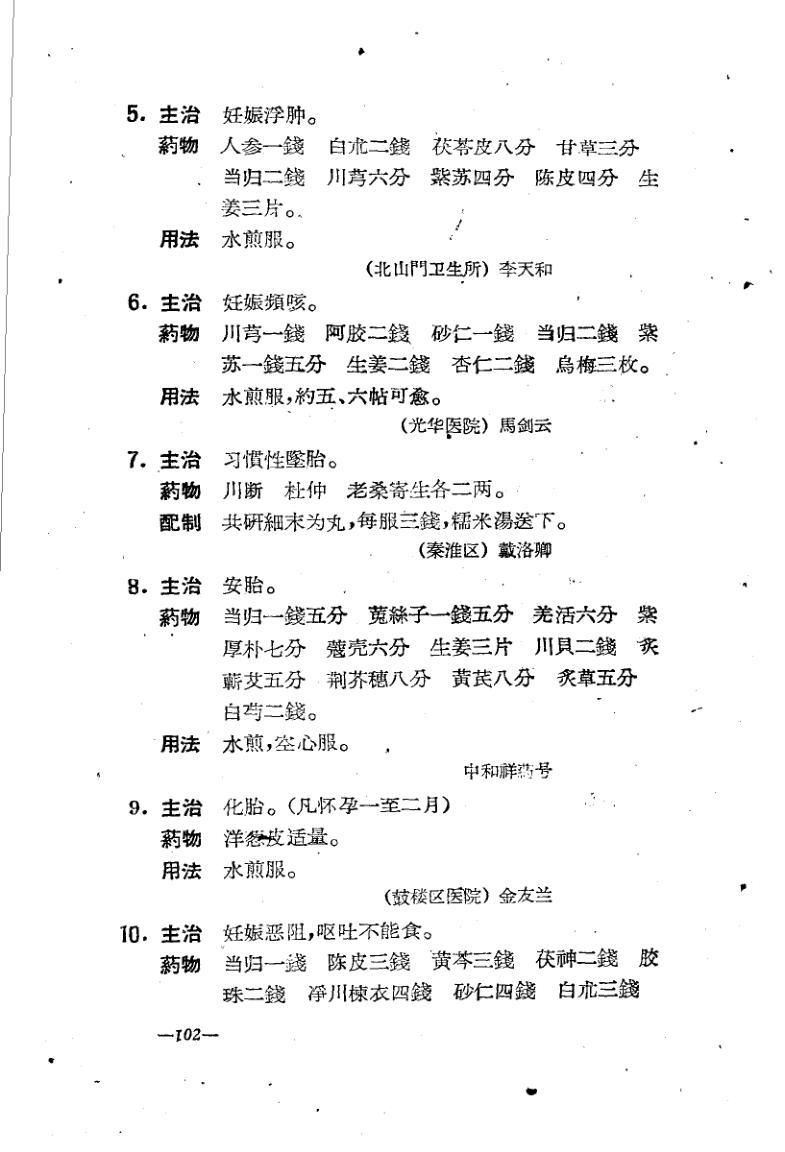 5. 主治 妊娠浮肿。
葯物 人参一錢 白朮二錢 茯苓皮八分 甘草三分
当归二錢 川芎六分 紫苏四分 陈皮四分 生
姜三片。
用法 水煎服。
(北山門卫生所) 李天和
6. 主治 妊娠頻咳。
葯物 川芎一錢 阿胶二錢 砂仁一錢 当归二錢 紫
苏一錢五分 生姜二錢 杏仁二錢 烏梅三枚。
用法 水煎服,約五、六帖可愈。
(光华医院) 馬剑云
7. 主治 习慣性墜胎。
葯物 川断 杜仲 老桑寄生各二两。
配制 共研細末为丸,每服三錢,糯米湯送下。
(秦淮区) 戴洛卿
8. 主治 安胎。
葯物 当归一錢五分 菟絲子一錢五分 羌活六分 紫
厚朴七分 蔻壳六分 生姜三片 川貝二錢 炙
蘄艾五分 荆芥穗八分 黄芪八分 炙草五分
白芍二錢。
用法 水煎,空心服。
中和祥葯号
9. 主治 化胎。(凡怀孕一至二月)
葯物 洋葱皮适量。
用法 水煎服。
(鼓楼区医院) 金友兰
10. 主治 妊娠恶阻,呕吐不能食。
葯物 当归一錢 陈皮三錢 黄芩三錢 茯神二錢 胶
珠二錢 凈川楝衣四錢 砂仁四錢 白朮三錢
—102—